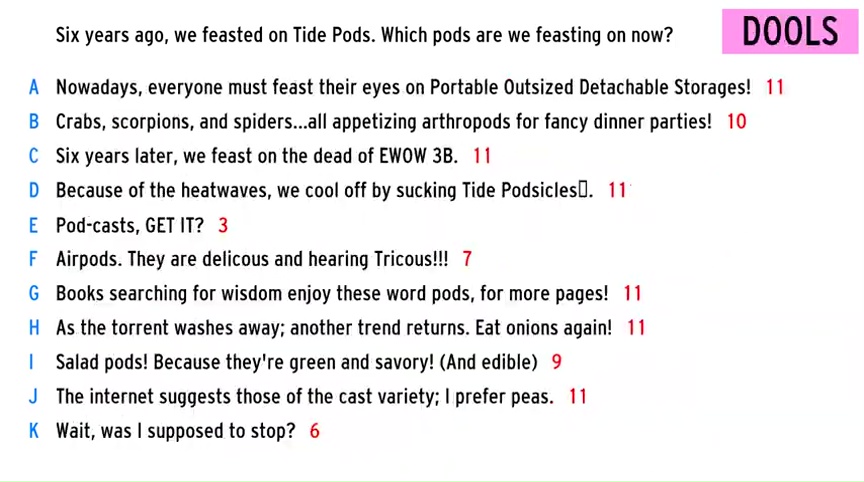 Six years ago, we feasted on Tide Pods. Which pods are we feasting on now?
DOOLS
A Nowadays, everyone must feast their eyes on Portable Outsized Detachable Storages! 11
B Crabs, scorpions, and spiders...all appetizing arthropods for fancy dinner parties! 10
C Six years later, we feast on the dead of EWOW 3B. 11
D Because of the heatwaves, we cool off by sucking Tide Podsicles▯. 11
E Pod-casts, GET IT? 3
F Airpods. They are delicous and hearing Tricous!!! 7
G Books searching for wisdom enjoy these word pods, for more pages! 11
H As the torrent washes away; another trend returns. Eat onions again! 11
I Salad pods! Because they're green and savory! (And edible) 9
J The internet suggests those of the cast variety; I prefer peas. 11
K Wait, was I supposed to stop? 6